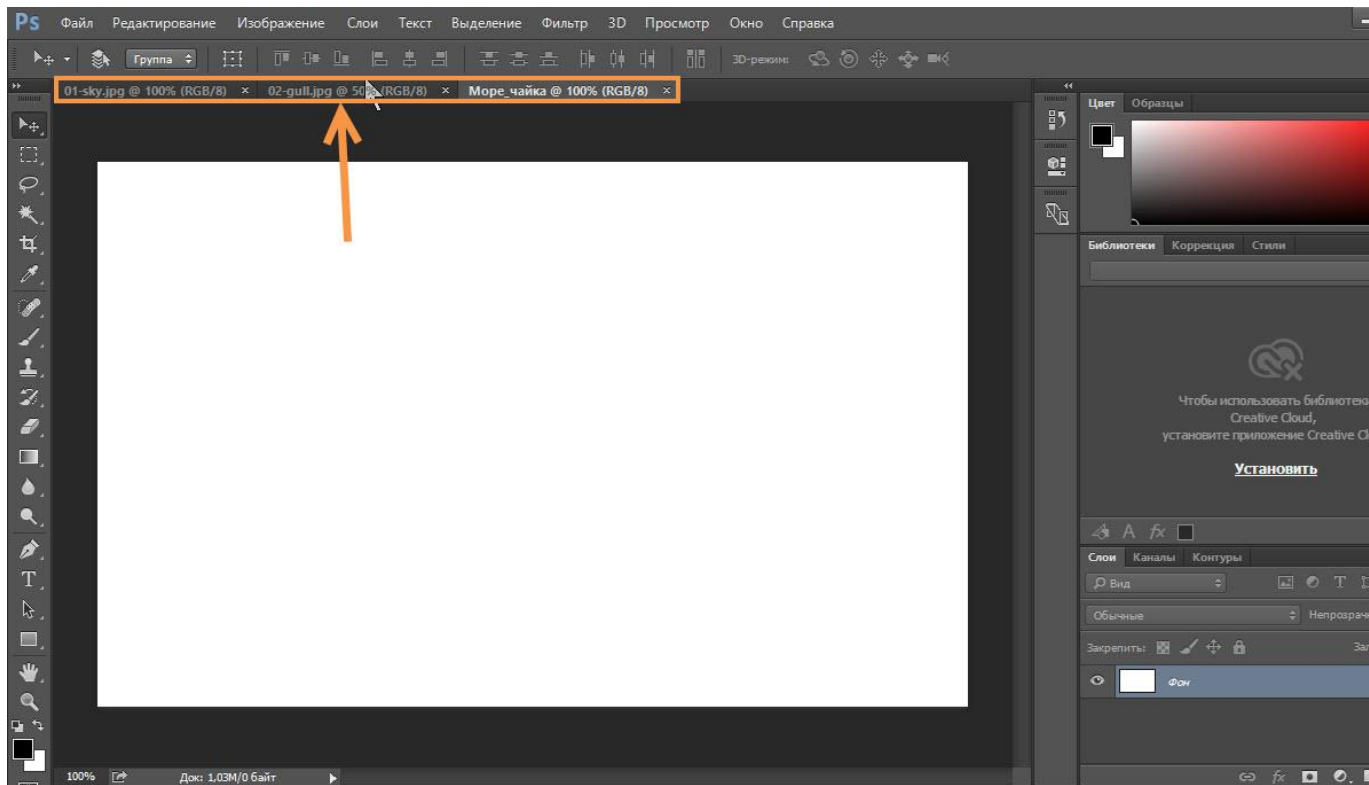 Ps Файл Редактирование Изображение Слои Текст Выделение Фильтр 3D Просмотр Окно Справка
Группа 3D-режим:
01-sky.jpg @ 100% (RGB/8) × 02-gull.jpg @ 50% (RGB/8) × Море_чайка @ 100% (RGB/8) ×
Цвет Образцы
Библиотеки Коррекция Стили
Чтобы использовать библиотеки
Creative Cloud,
установите приложение Creative Cl
Установить
Слои Каналы Контуры
Вид
Обычные Непрозрачн
Закрепить: Зал
Фон
100% Док: 1,03M/0 байт